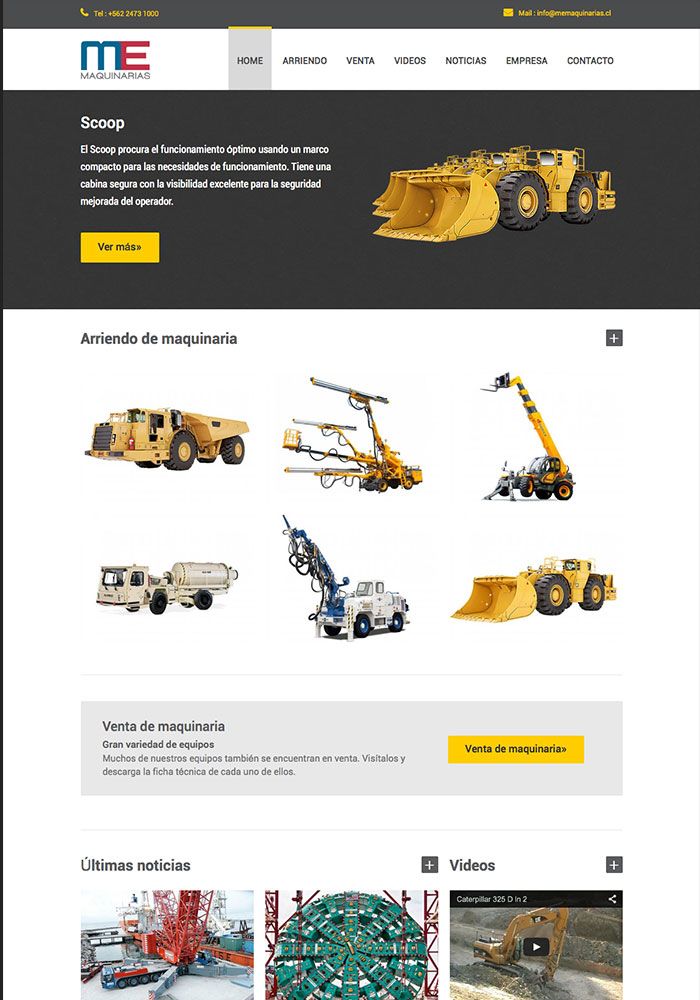 Tel : +562 2473 1000
Mail : info@memaquinarias.cl
ME
MAQUINARIAS
HOME
ARRIENDO
VENTA
VIDEOS
NOTICIAS
EMPRESA
CONTACTO
Scoop
El Scoop procura el funcionamiento óptimo usando un marco
compacto para las necesidades de funcionamiento. Tiene una
cabina segura con la visibilidad excelente para la seguridad
mejorada del operador.
Ver más»
Arriendo de maquinaria
Venta de maquinaria
Gran variedad de equipos
Muchos de nuestros equipos también se encuentran en venta. Visítalos y
descarga la ficha técnica de cada uno de ellos.
Venta de maquinaria»
Últimas noticias
Videos
Caterpillar 325 D ln 2